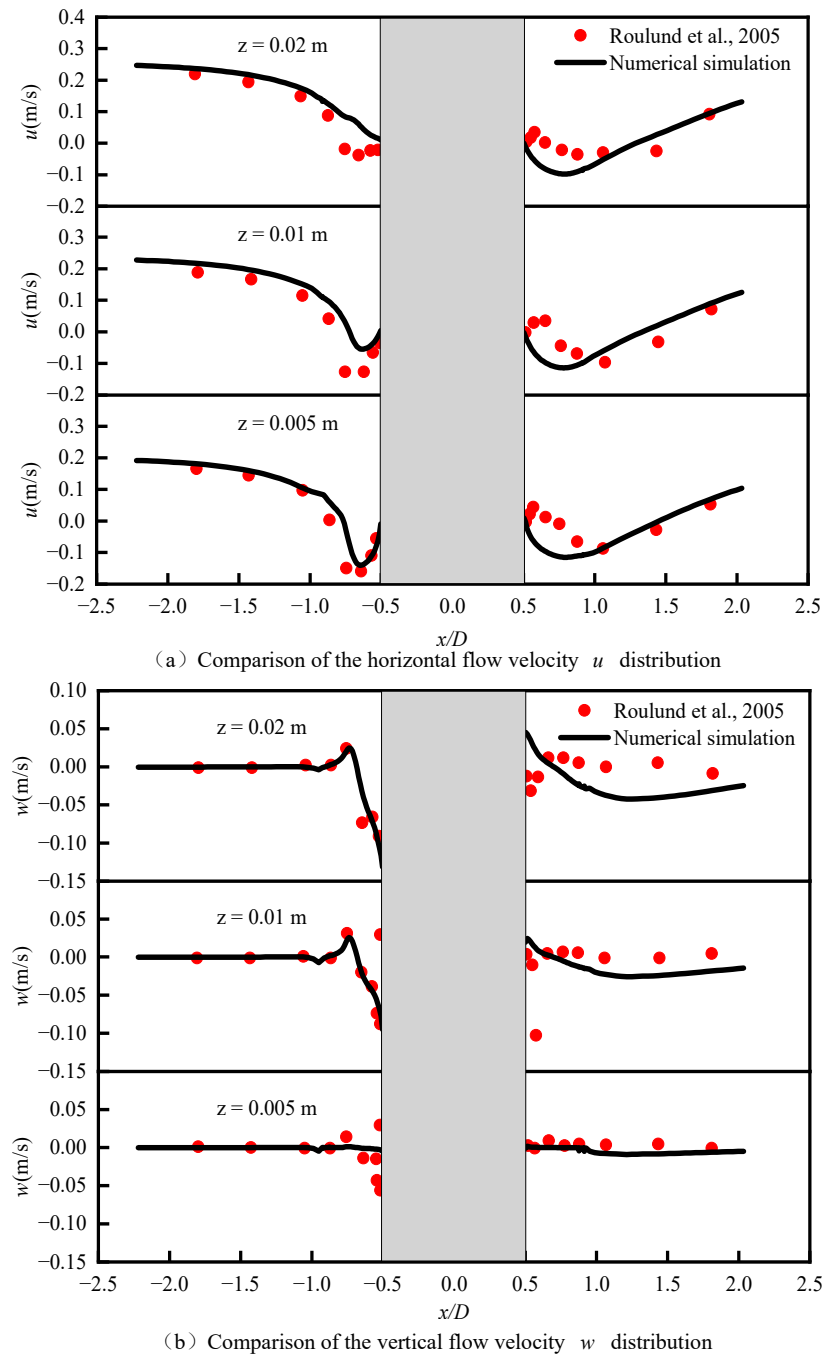 0.4
z = 0.02 m
Roulund et al., 2005
Numerical simulation
0.3
0.2
0.1
0.0
−0.1
0.2
u(m/s)
z = 0.01 m
0.3
0.2
0.1
0.0
−0.1
−0.2
u(m/s)
z = 0.005 m
0.3
0.2
0.1
0.0
−0.1
−0.2
u(m/s)
−2.5 −2.0 −1.5 −1.0 −0.5 0.0 0.5 1.0 1.5 2.0 2.5
x/D
（a）Comparison of the horizontal flow velocity u distribution
0.10
z = 0.02 m
Roulund et al., 2005
Numerical simulation
0.05
0.00
−0.05
−0.10
−0.15
w(m/s)
z = 0.01 m
0.05
0.00
−0.05
−0.10
−0.15
w(m/s)
z = 0.005 m
0.05
0.00
−0.05
−0.10
−0.15
w(m/s)
−2.5 −2.0 −1.5 −1.0 −0.5 0.0 0.5 1.0 1.5 2.0 2.5
x/D
（b）Comparison of the vertical flow velocity w distribution